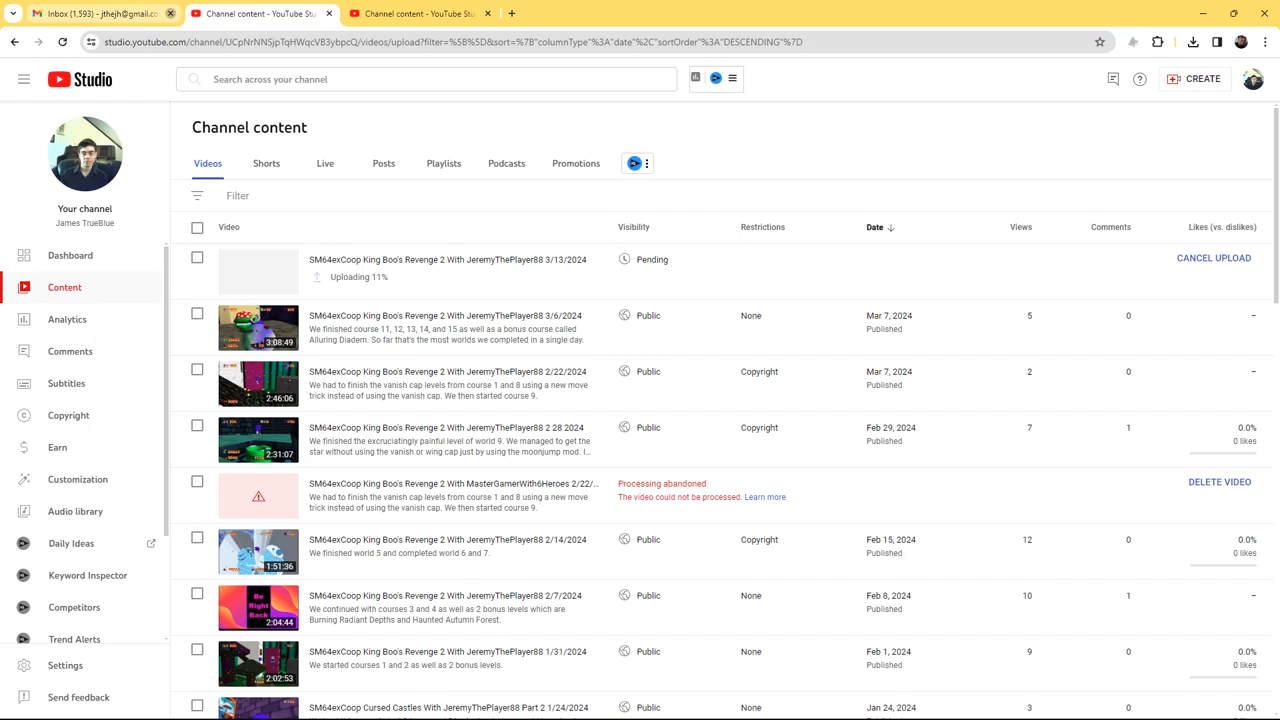 Inbox (1,593) - jthejh@gmail.co
Channel content - YouTube Studi
Channel content - YouTube Stu
studio.youtube.com/channel/UCpNrNNSjpTqHWqcVB3ybpcQ/videos/upload?filter=%5B%5D&sort=%7B"columnType"%3A"date"%2C"sortOrder"%3A"DESCENDING"%7D
Studio
Search across your channel
CREATE
Your channel
James TrueBlue
Dashboard
Content
Analytics
Comments
Subtitles
Copyright
Earn
Customization
Audio library
Daily Ideas
Keyword Inspector
Competitors
Trend Alerts
Settings
Send feedback
Channel content
Videos Shorts Live Posts Playlists Podcasts Promotions
Filter
Video Visibility Restrictions Date Views Comments Likes (vs. dislikes)
SM64exCoop King Boo's Revenge 2 With JeremyThePlayer88 3/13/2024 Pending CANCEL UPLOAD
Uploading 11%
SM64exCoop King Boo's Revenge 2 With JeremyThePlayer88 3/6/2024 Public None Mar 7, 2024 5 0 –
We finished course 11, 12, 13, 14, and 15 as well as a bonus course called Published
Alluring Diadem. So far that's the most worlds we completed in a single day.
3:08:49
SM64exCoop King Boo's Revenge 2 With JeremyThePlayer88 2/22/2024 Public Copyright Mar 7, 2024 2 0 –
We had to finish the vanish cap levels from course 1 and 8 using a new move Published
trick instead of using the vanish cap. We then started course 9.
2:46:06
SM64exCoop King Boo's Revenge 2 With JeremyThePlayer88 2 28 2024 Public Copyright Feb 29, 2024 7 1 0.0%
We finished the excruciatingly painful level of world 9. We managed to get the Published 0 likes
star without using the vanish or wing cap just by using the moonjump mod. I...
2:31:07
SM64exCoop King Boo's Revenge 2 With MasterGamerWith6Heroes 2/22/... Processing abandoned DELETE VIDEO
We had to finish the vanish cap levels from course 1 and 8 using a new move The video could not be processed. Learn more
trick instead of using the vanish cap. We then started course 9.
SM64exCoop King Boo's Revenge 2 With JeremyThePlayer88 2/14/2024 Public Copyright Feb 15, 2024 12 0 0.0%
We finished world 5 and completed world 6 and 7. Published 0 likes
1:51:36
SM64exCoop King Boo's Revenge 2 With JeremyThePlayer88 2/7/2024 Public None Feb 8, 2024 10 1 –
We continued with courses 3 and 4 as well as 2 bonus levels which are Published
Burning Radiant Depths and Haunted Autumn Forest.
Be
Right
Back
2:04:44
SM64exCoop King Boo's Revenge 2 With JeremyThePlayer88 1/31/2024 Public None Feb 1, 2024 9 0 0.0%
We started courses 1 and 2 as well as 2 bonus levels. Published 0 likes
2:02:53
SM64exCoop Cursed Castles With JeremyThePlayer88 Part 2 1/24/2024 Public None Jan 24, 2024 3 0 0.0%